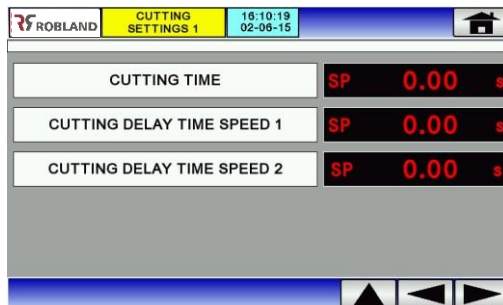 ROBLAND
CUTTING
SETTINGS 1
16:10:19
02-06-15
CUTTING TIME
SP 0.00 s
CUTTING DELAY TIME SPEED 1
SP 0.00 s
CUTTING DELAY TIME SPEED 2
SP 0.00 s